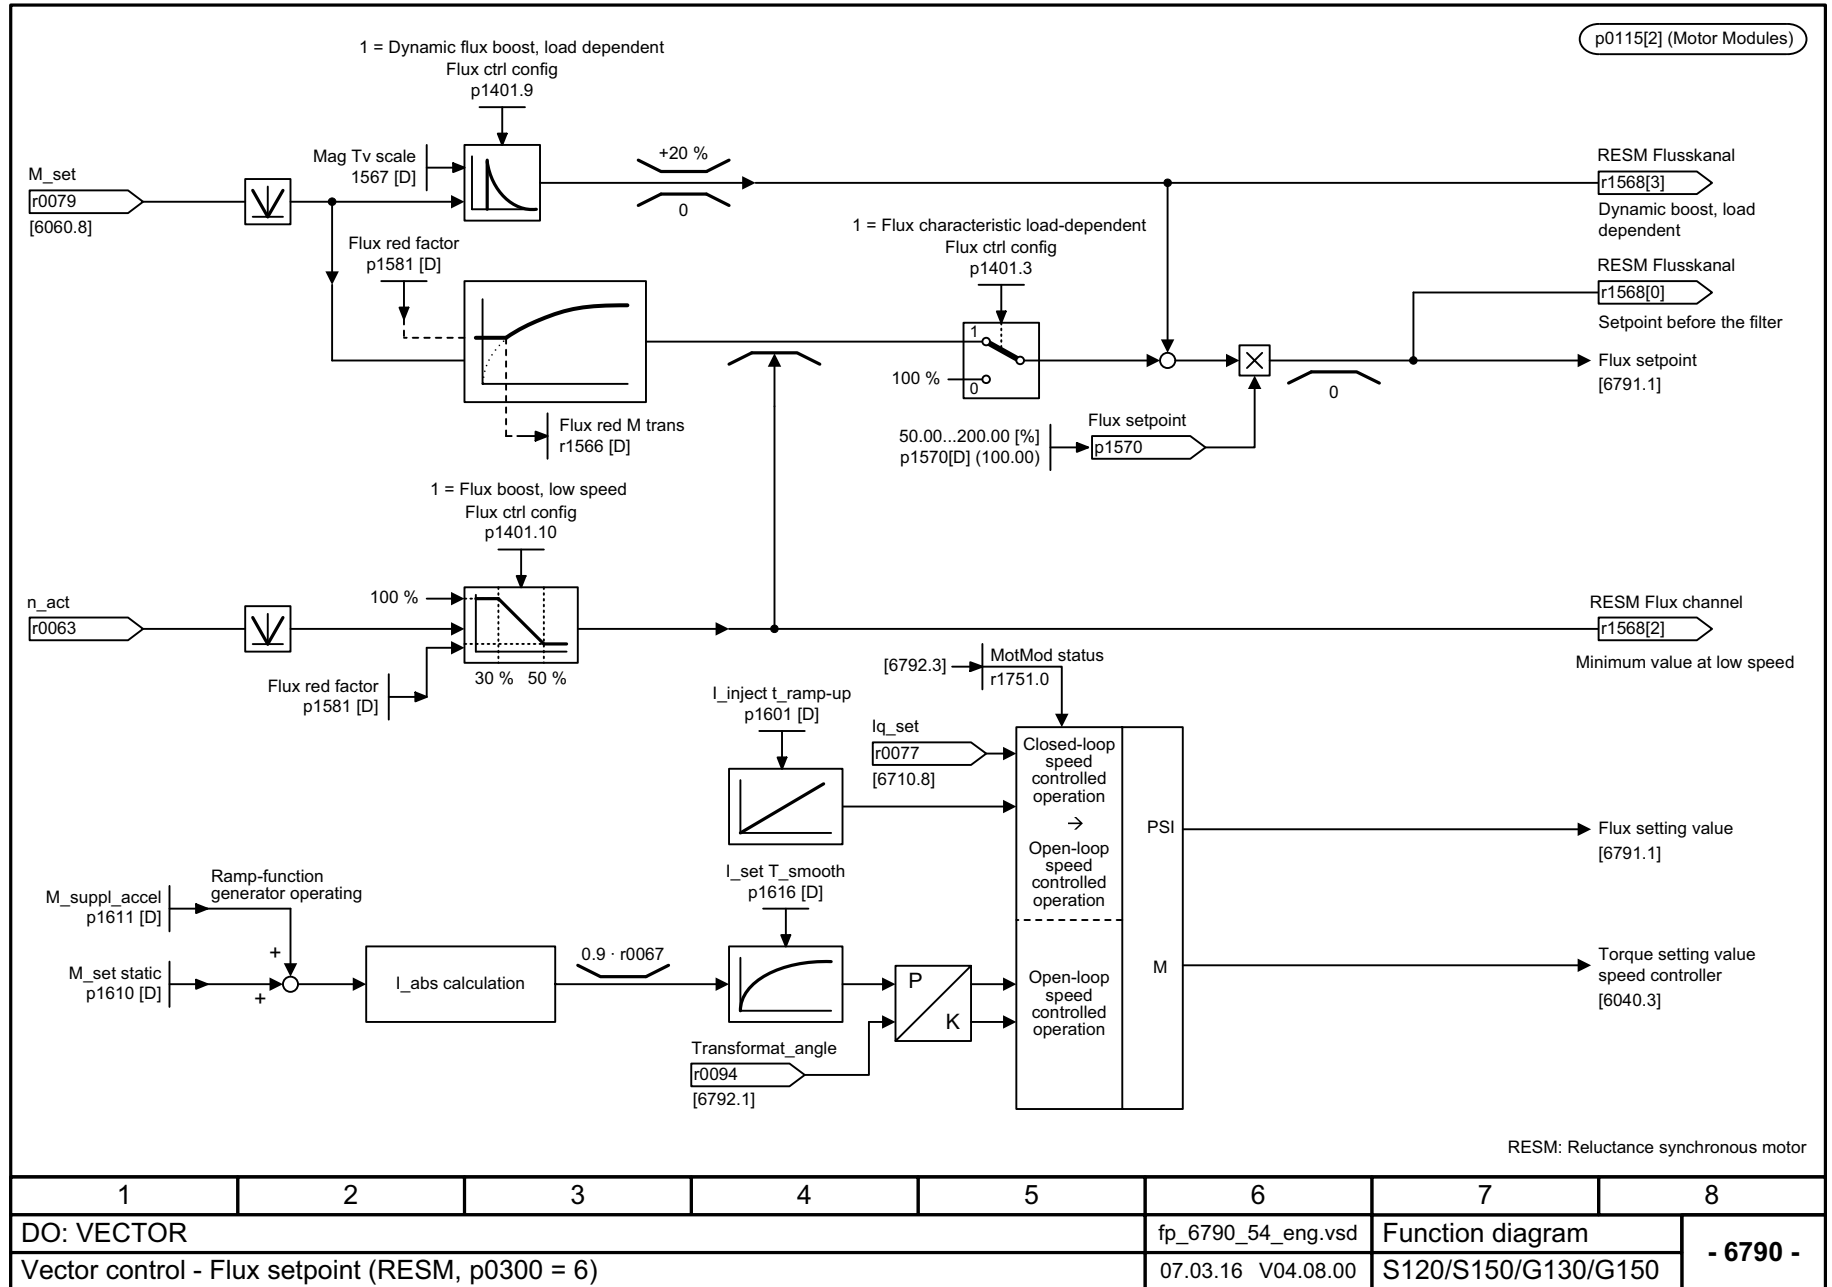 p0115[2] (Motor Modules)
1 = Dynamic flux boost, load dependent
Flux ctrl config
p1401.9
Mag Tv scale
1567 [D]
M_set
r0079
[6060.8]
+20 %
0
RESM Flusskanal
r1568[3]
Dynamic boost, load
dependent
Flux red factor
p1581 [D]
1 = Flux characteristic load-dependent
Flux ctrl config
p1401.3
1
100 %
0
RESM Flusskanal
r1568[0]
Setpoint before the filter
0
Flux setpoint
[6791.1]
Flux red M trans
r1566 [D]
50.00...200.00 [%]
p1570[D] (100.00)
Flux setpoint
p1570
1 = Flux boost, low speed
Flux ctrl config
p1401.10
n_act
r0063
100 %
30 % 50 %
Flux red factor
p1581 [D]
RESM Flux channel
r1568[2]
Minimum value at low speed
[6792.3]
MotMod status
r1751.0
I_inject t_ramp-up
p1601 [D]
Iq_set
r0077
[6710.8]
Closed-loop
speed
controlled
operation
→
Open-loop
speed
controlled
operation
PSI
Flux setting value
[6791.1]
Ramp-function
generator operating
M_suppl_accel
p1611 [D]
+
M_set static
p1610 [D]
+
I_abs calculation
0.9 · r0067
I_set T_smooth
p1616 [D]
P
K
Transformat_angle
r0094
[6792.1]
Open-loop
speed
controlled
operation
M
Torque setting value
speed controller
[6040.3]
RESM: Reluctance synchronous motor
1 2 3 4 5 6 7 8
DO: VECTOR
fp_6790_54_eng.vsd
Function diagram
- 6790 -
Vector control - Flux setpoint (RESM, p0300 = 6)
07.03.16 V04.08.00
S120/S150/G130/G150